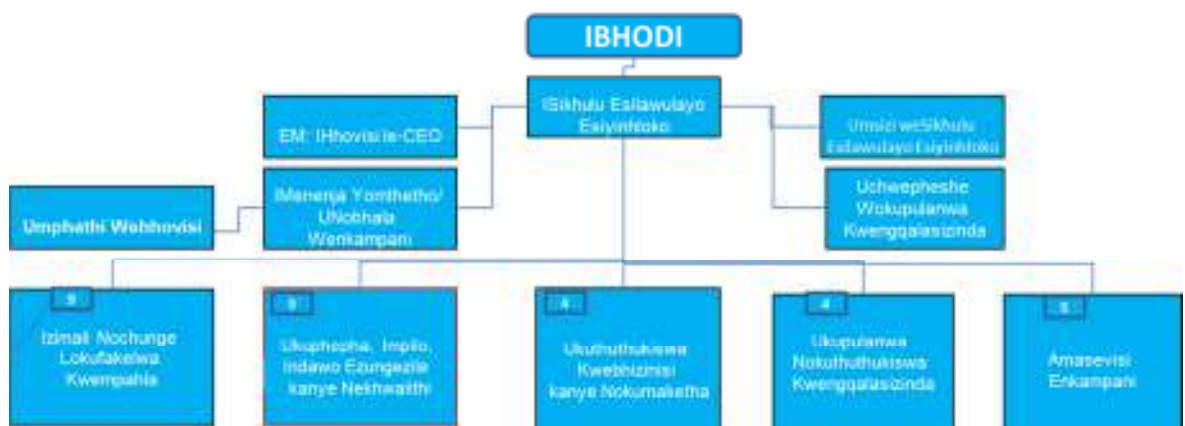 IBHODI
ISikhulu Esilawulayo
Esiyinhloko
EM: IHhovisi le-CEO
Umsizi weSikhulu
Esilawulayo Esiyinhloko
IMenenja Yomthetho/
UNobhala
Wenkampani
Umphathi Wehhovisi
Uchwepheshe
Wokupulanwa
Kwengqalasizinda
Izimali Nochunge
Lokufakelwa
Kwempahla
Ukuphepha, Impilo,
Indawo Ezungezile
kanye Nekhwalithi
4
Ukuthuthukiswa
Kwebhizinisi
kanye Nokumaketha
4
Ukupulanwa
Nokuthuthukiswa
Kwengqalasizinda
Amasevisi
Enkampani